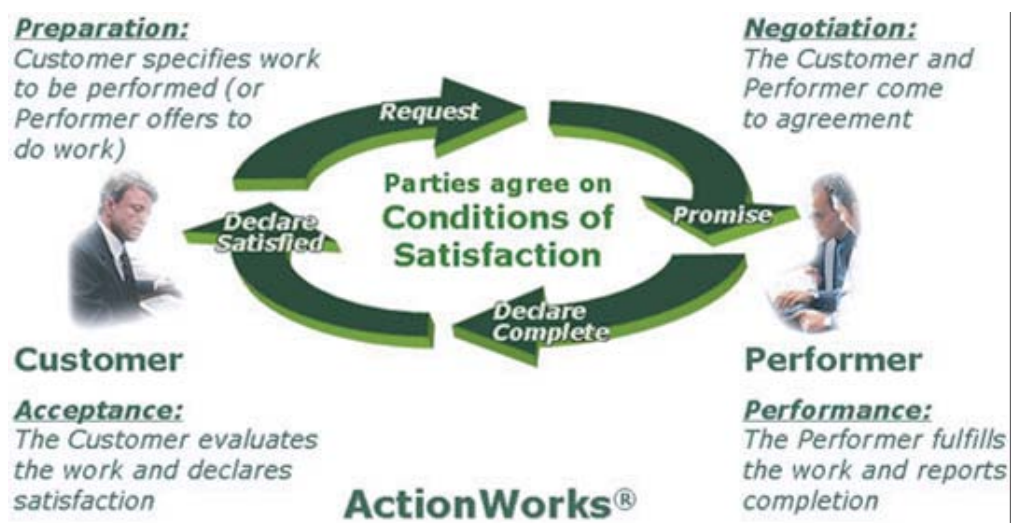 Preparation:
Customer specifies work
to be performed (or
Performer offers to
do work)
Negotiation:
The Customer and
Performer come
to agreement
Request
Promise
Parties agree on
Conditions of
Satisfaction
Declare
Satisfied
Declare
Complete
Customer
Performer
Acceptance:
The Customer evaluates
the work and declares
satisfaction
Performance:
The Performer fulfills
the work and reports
completion
ActionWorks®